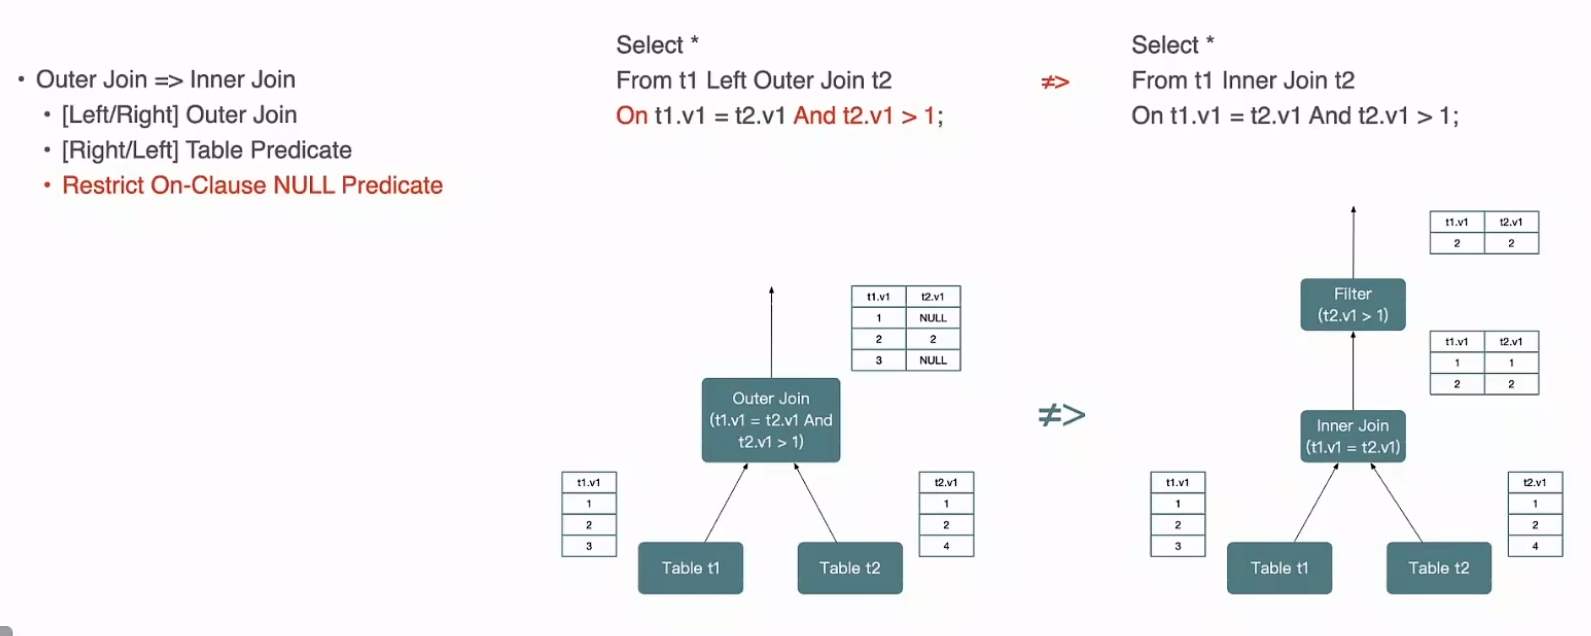 • Outer Join => Inner Join
• [Left/Right] Outer Join
• [Right/Left] Table Predicate
• Restrict On-Clause NULL Predicate
Select *
From t1 Left Outer Join t2
On t1.v1 = t2.v1 And t2.v1 > 1;
≠>
Select *
From t1 Inner Join t2
On t1.v1 = t2.v1 And t2.v1 > 1;
t1.v1 t2.v1
1 NULL
2 2
3 NULL
Outer Join
(t1.v1 = t2.v1 And
t2.v1 > 1)
t1.v1
1
2
3
t2.v1
1
2
4
Table t1
Table t2
≠>
t1.v1 t2.v1
2 2
Filter
(t2.v1 > 1)
t1.v1 t2.v1
1 1
2 2
Inner Join
(t1.v1 = t2.v1)
t1.v1
1
2
3
t2.v1
1
2
4
Table t1
Table t2